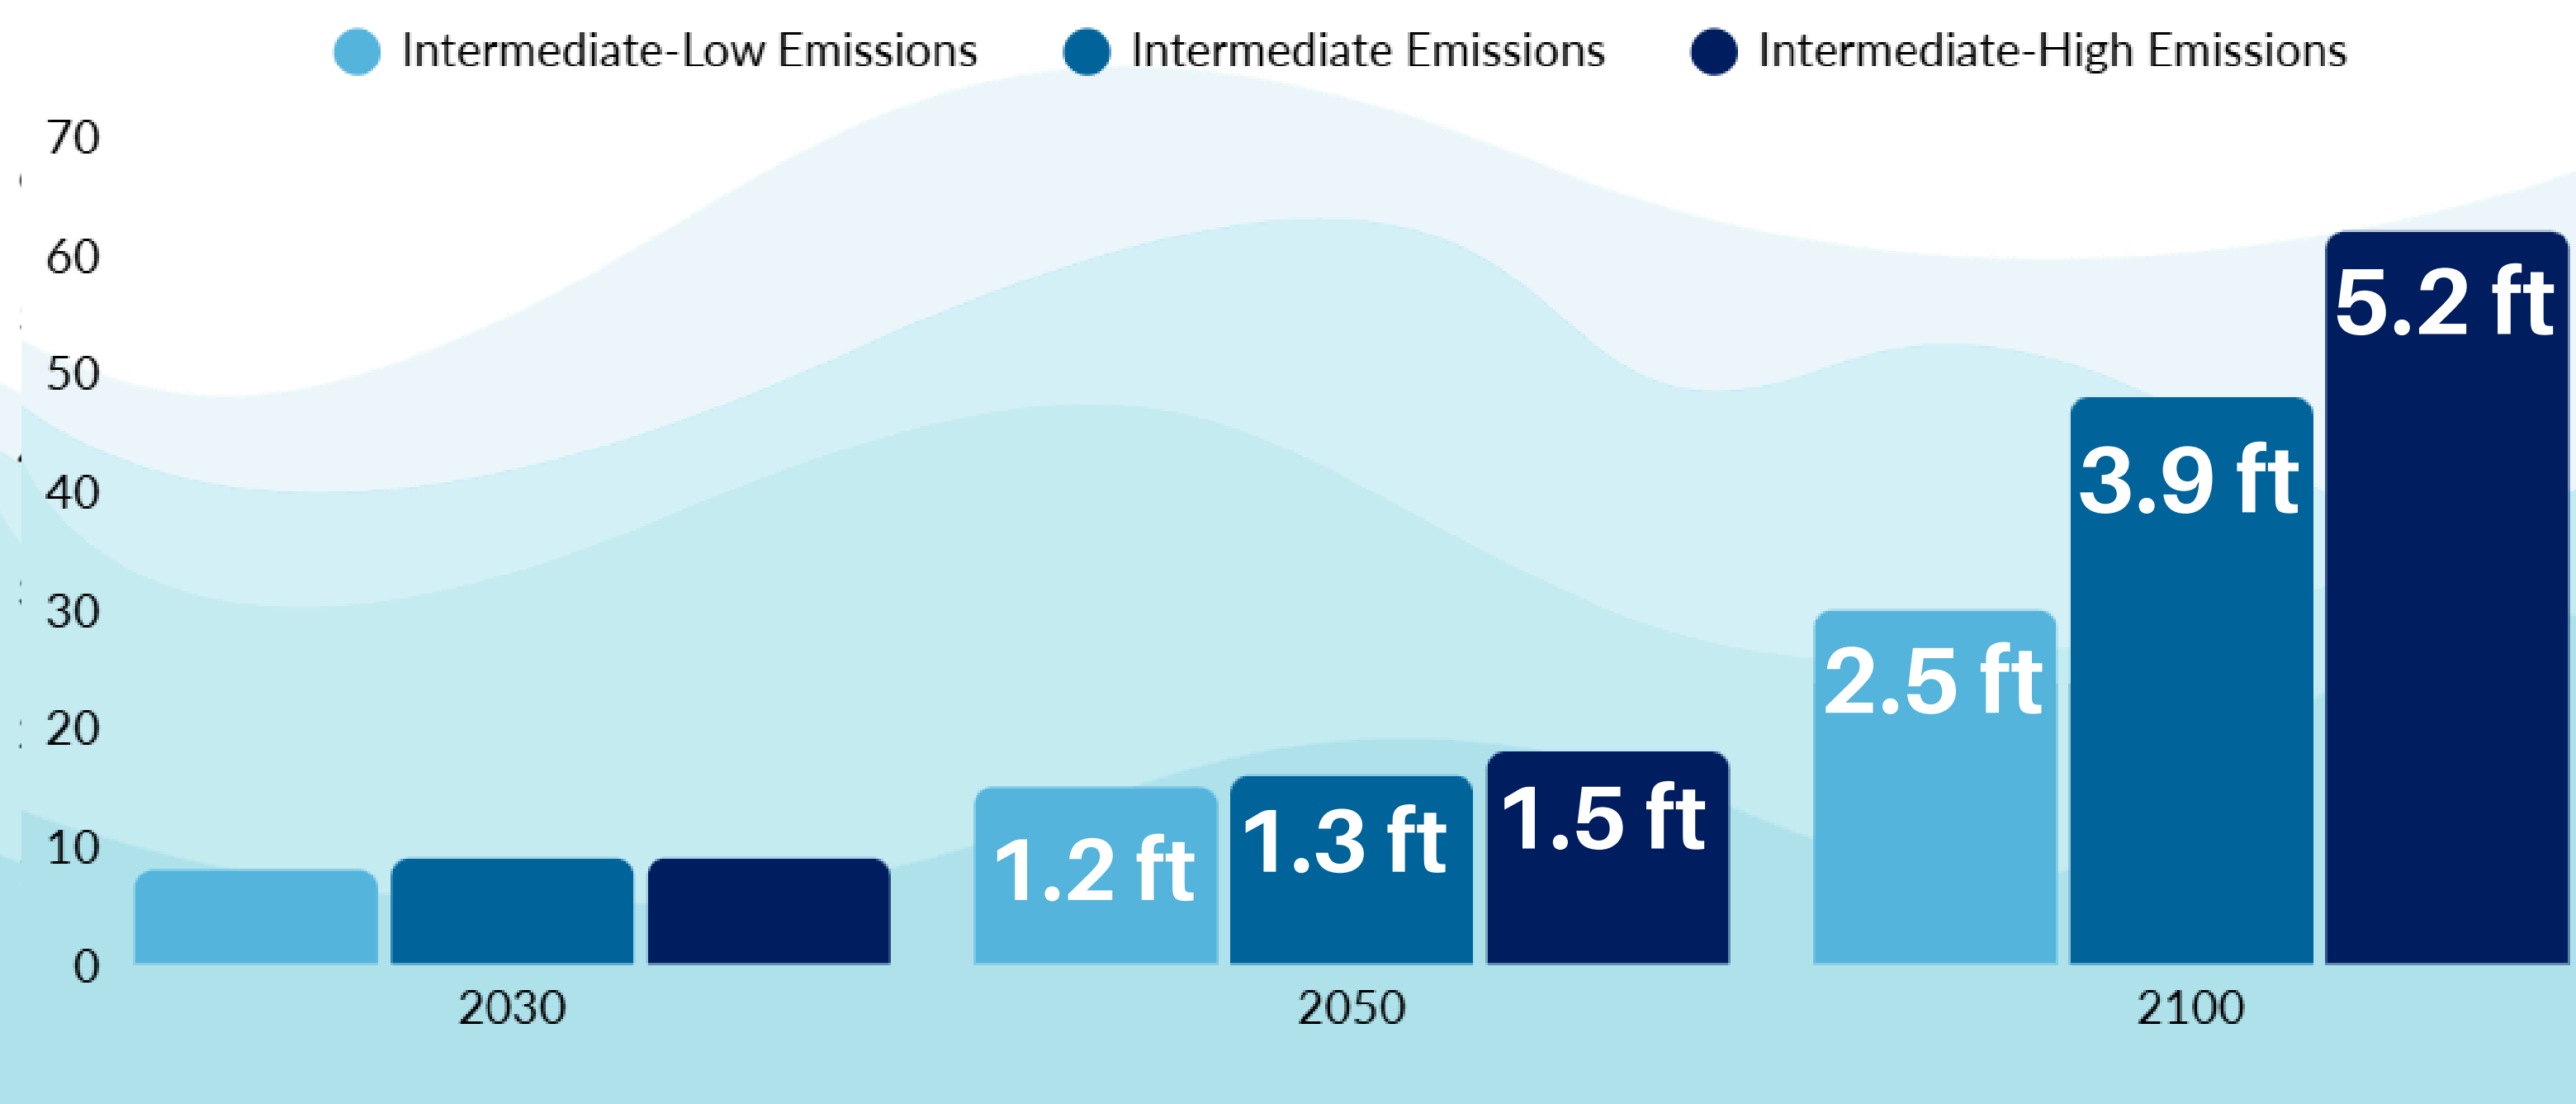 Intermediate-Low Emissions Intermediate Emissions Intermediate-High Emissions
70
60
50
40
30
20
10
0
5.2 ft
3.9 ft
2.5 ft
1.5 ft
1.3 ft
1.2 ft
2030 2050 2100